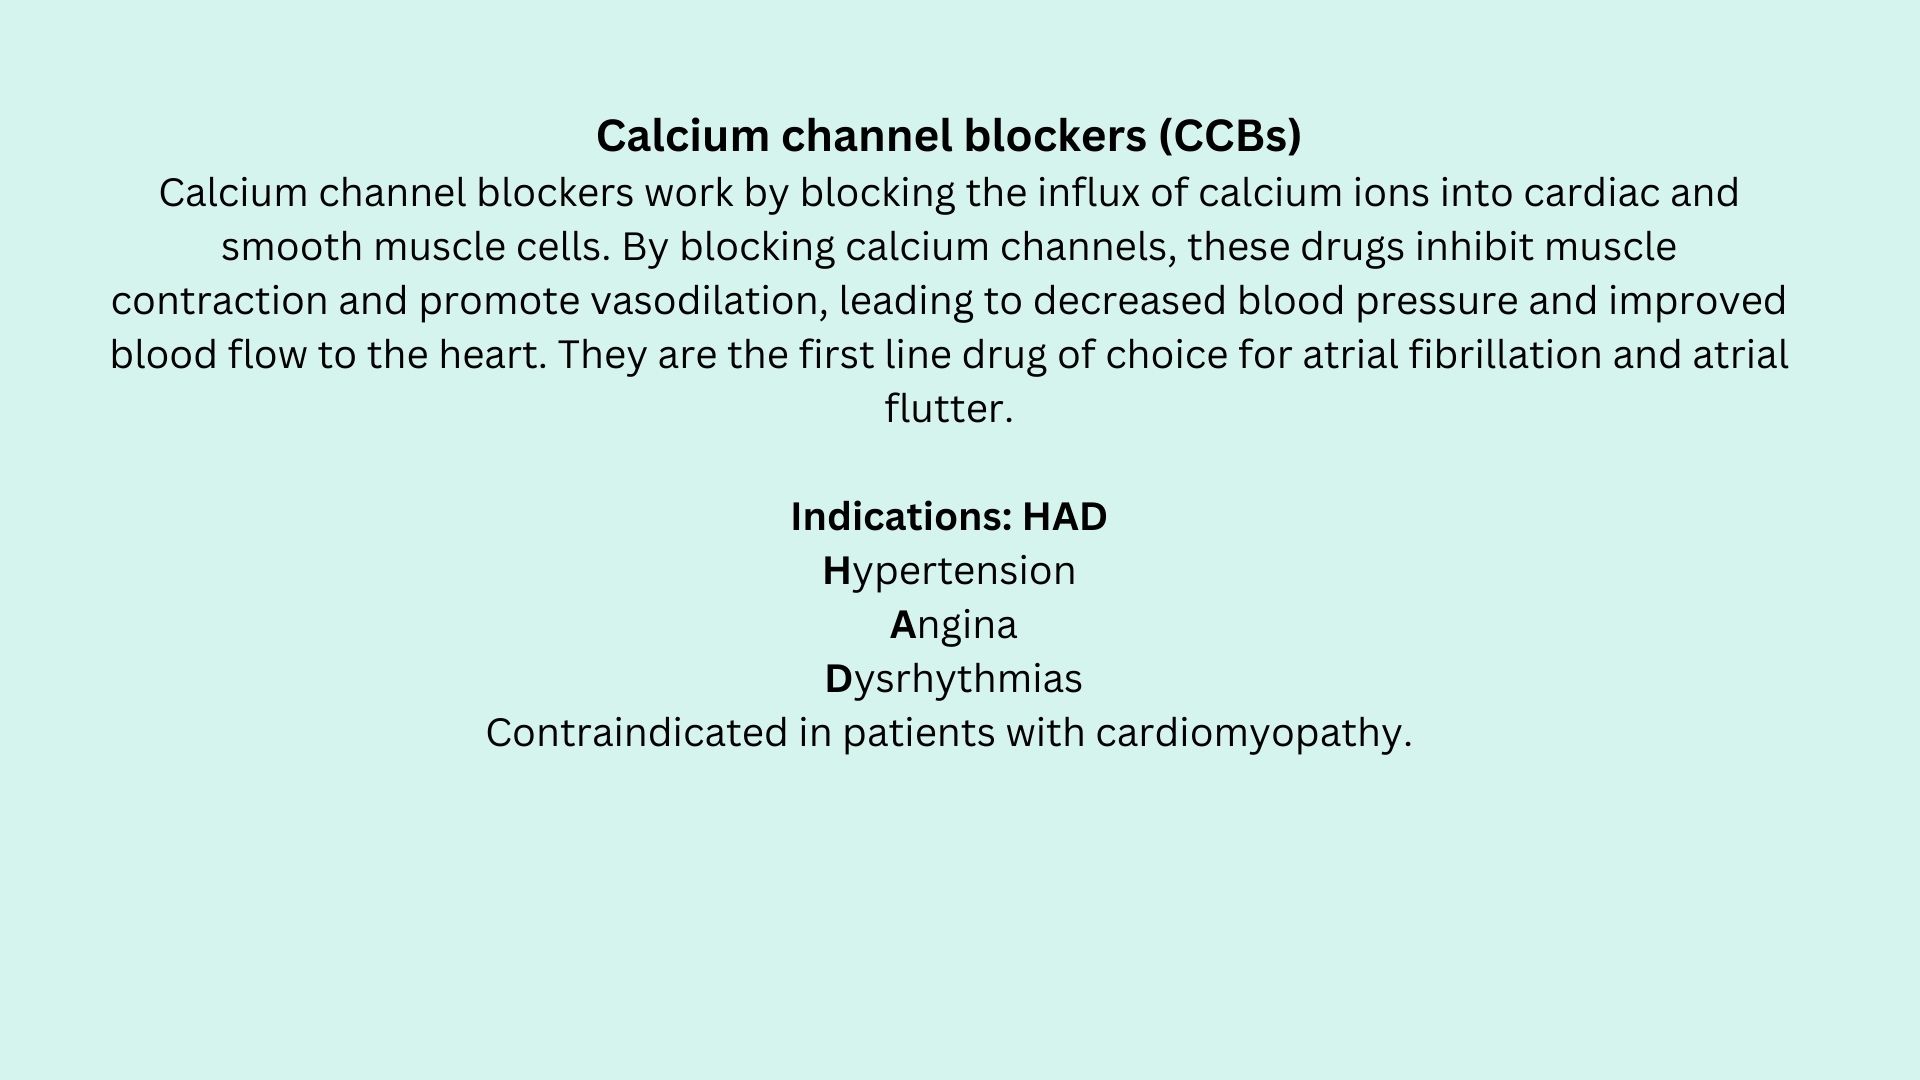 Calcium channel blockers (CCBs)
Calcium channel blockers work by blocking the influx of calcium ions into cardiac and
smooth muscle cells. By blocking calcium channels, these drugs inhibit muscle
contraction and promote vasodilation, leading to decreased blood pressure and improved
blood flow to the heart. They are the first line drug of choice for atrial fibrillation and atrial
flutter.
Indications: HAD
Hypertension
Angina
Dysrhythmias
Contraindicated in patients with cardiomyopathy.